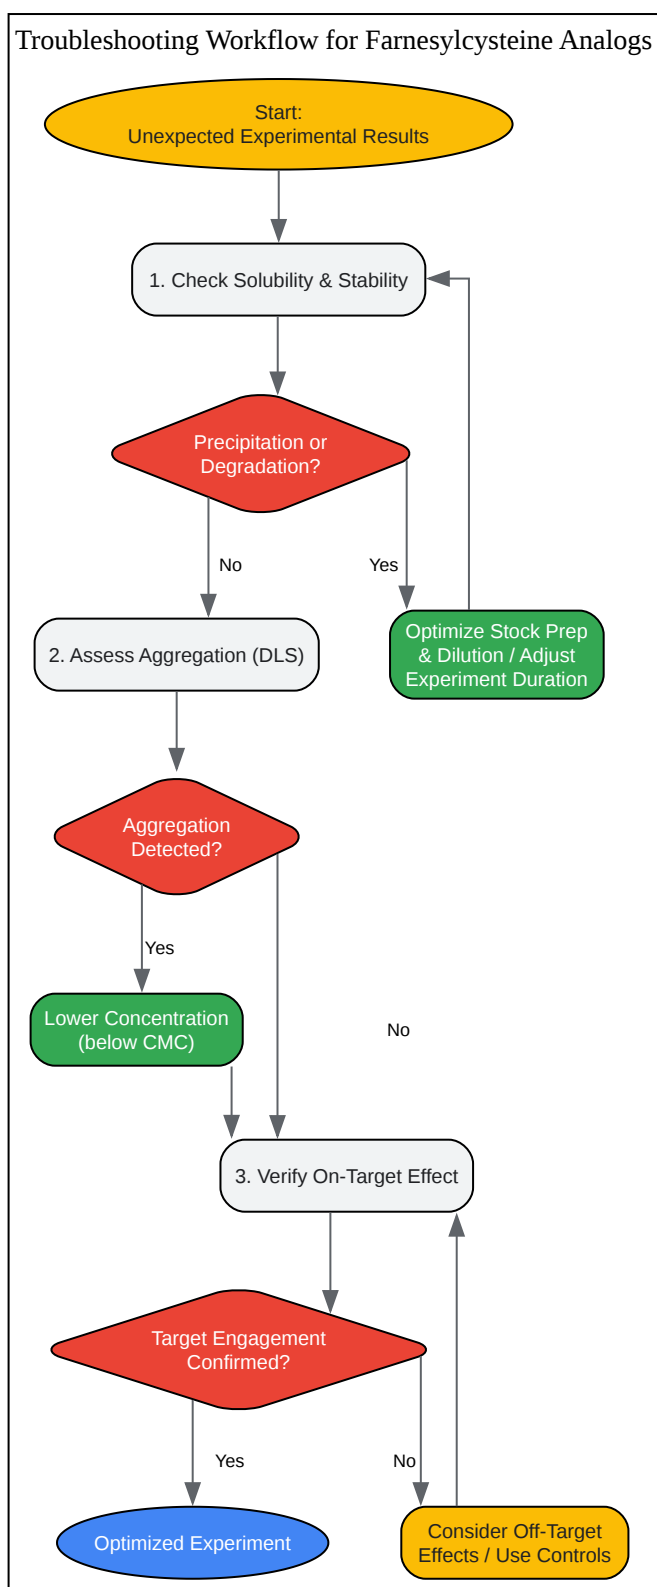 Troubleshooting Workflow for Farnesylcysteine Analogs
Start:
Unexpected Experimental Results
1. Check Solubility & Stability
Precipitation or
Degradation?
No
Yes
2. Assess Aggregation (DLS)
Optimize Stock Prep
& Dilution / Adjust
Experiment Duration
Aggregation
Detected?
Yes
Lower Concentration
(below CMC)
No
3. Verify On-Target Effect
Target Engagement
Confirmed?
Yes
No
Optimized Experiment
Consider Off-Target
Effects / Use Controls